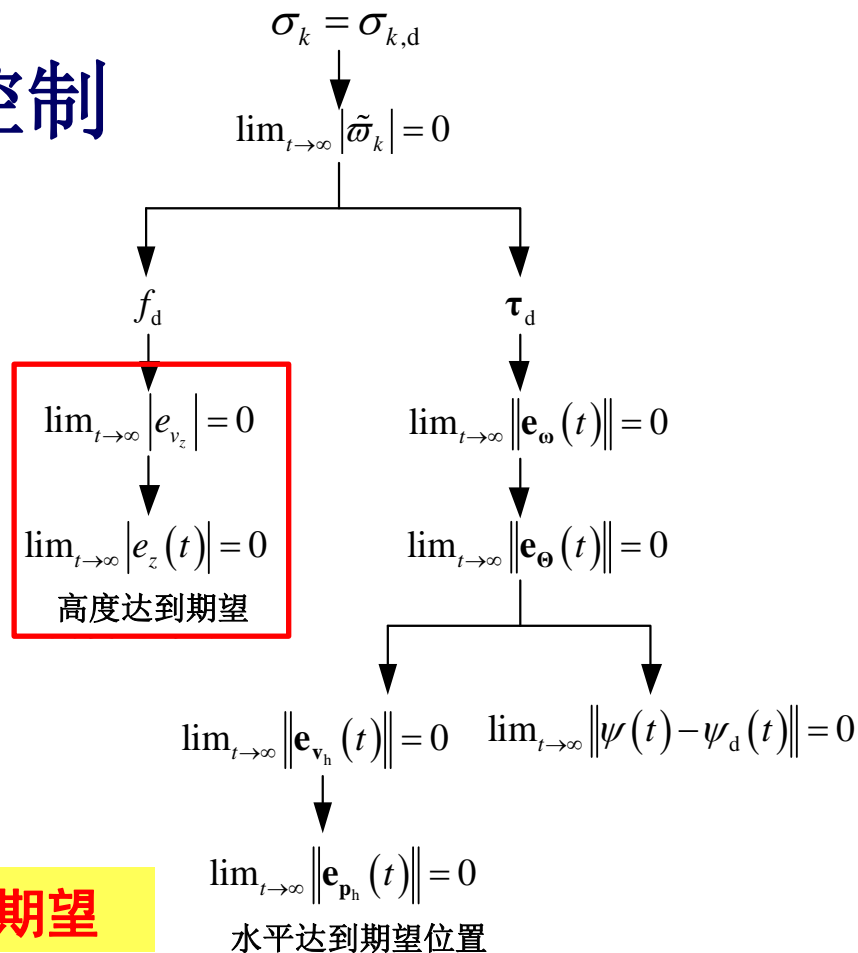 控制
σ_k = σ_{k,d}
lim_{t→∞} |ϖ̃_k| = 0
f_d
τ_d
lim_{t→∞} |e_{v_z}| = 0
lim_{t→∞} ‖e_ω(t)‖ = 0
lim_{t→∞} |e_z(t)| = 0
lim_{t→∞} ‖e_Θ(t)‖ = 0
高度达到期望
lim_{t→∞} ‖e_{v_h}(t)‖ = 0
lim_{t→∞} ‖ψ(t) − ψ_d(t)‖ = 0
lim_{t→∞} ‖e_{p_h}(t)‖ = 0
期望
水平达到期望位置